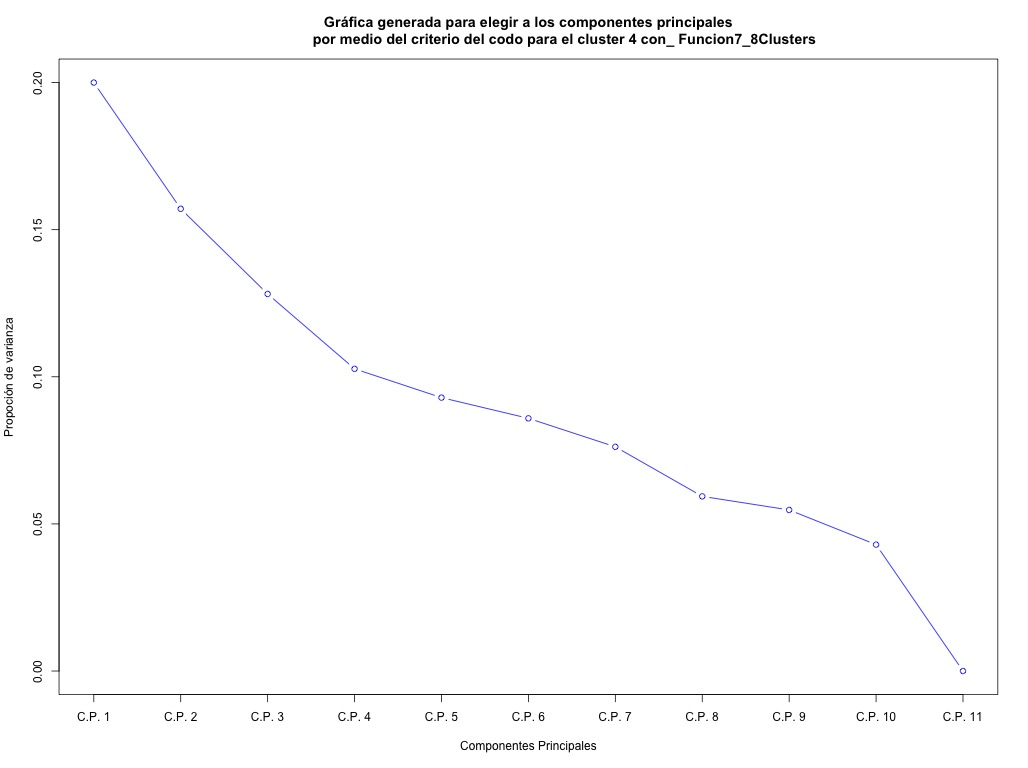 Gráfica generada para elegir a los componentes principales
por medio del criterio del codo para el cluster 4 con_ Funcion7_8Clusters
0.20
0.15
0.10
0.05
0.00
Propoción de varianza
C.P. 1
C.P. 2
C.P. 3
C.P. 4
C.P. 5
C.P. 6
C.P. 7
C.P. 8
C.P. 9
C.P. 10
C.P. 11
Componentes Principales